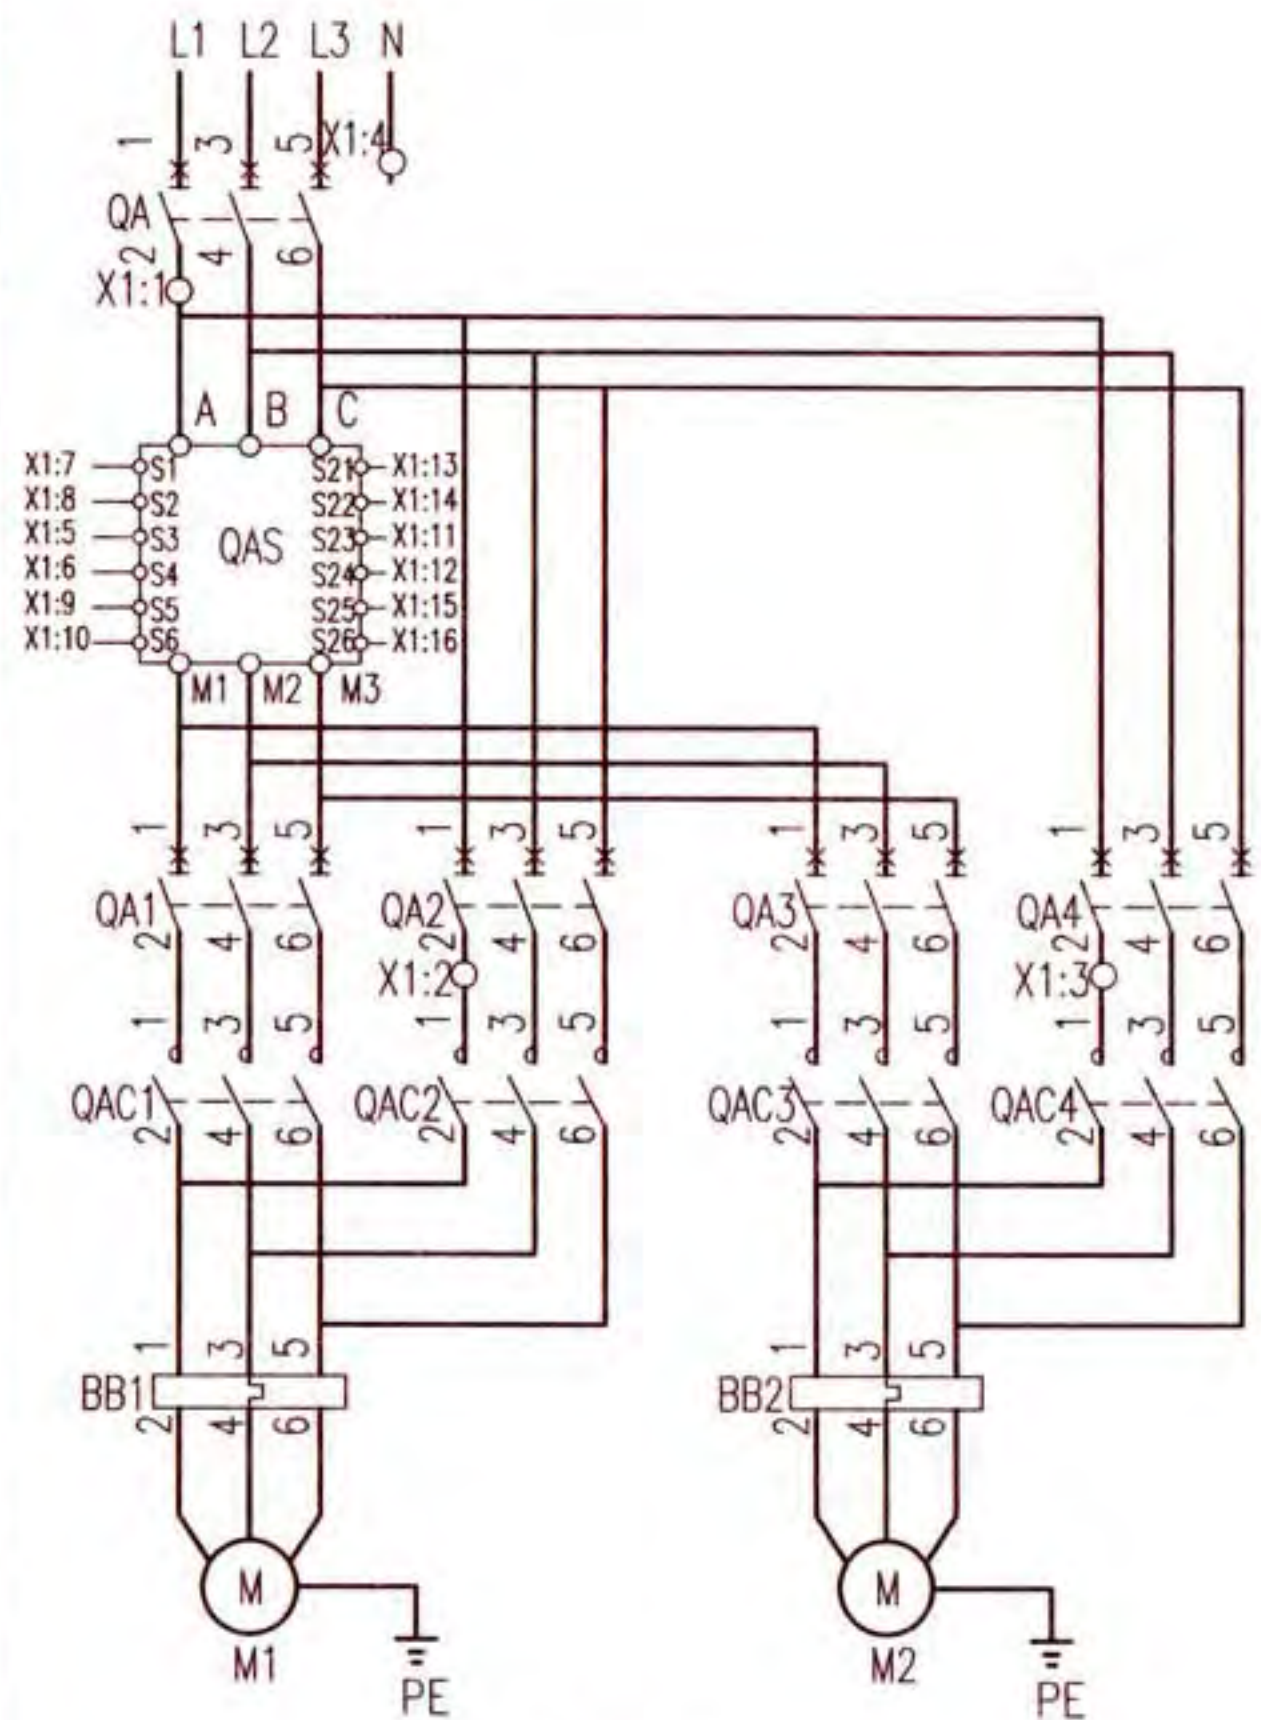 L1 L2 L3 N
1 3 5 X1:4
QA
2 4 6
X1:1
A B C
X1:7 S1 S21 X1:13
X1:8 S2 S22 X1:14
X1:5 S3 QAS S23 X1:11
X1:6 S4 S24 X1:12
X1:9 S5 S25 X1:15
X1:10 S6 S26 X1:16
M1 M2 M3
1 3 5 1 3 5 1 3 5 1 3 5
QA1 QA2 QA3 QA4
2 4 6 2 4 6 2 4 6 2 4 6
X1:2 X1:3
1 3 5 1 3 5 1 3 5 1 3 5
QAC1 QAC2 QAC3 QAC4
2 4 6 2 4 6 2 4 6 2 4 6
1 3 5 1 3 5
BB1 BB2
2 4 6 2 4 6
M M
M1 M2
PE PE